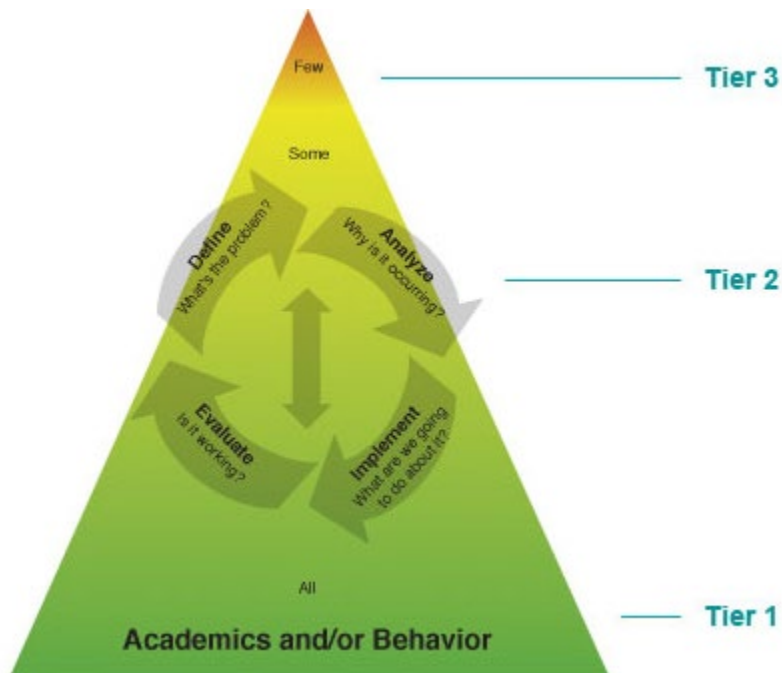 Few
Tier 3
Some
Define
What's the problem?
Analyze
Why is it occurring?
Tier 2
Evaluate
Is it working?
Implement
What are we going
to do about it?
All
Tier 1
Academics and/or Behavior